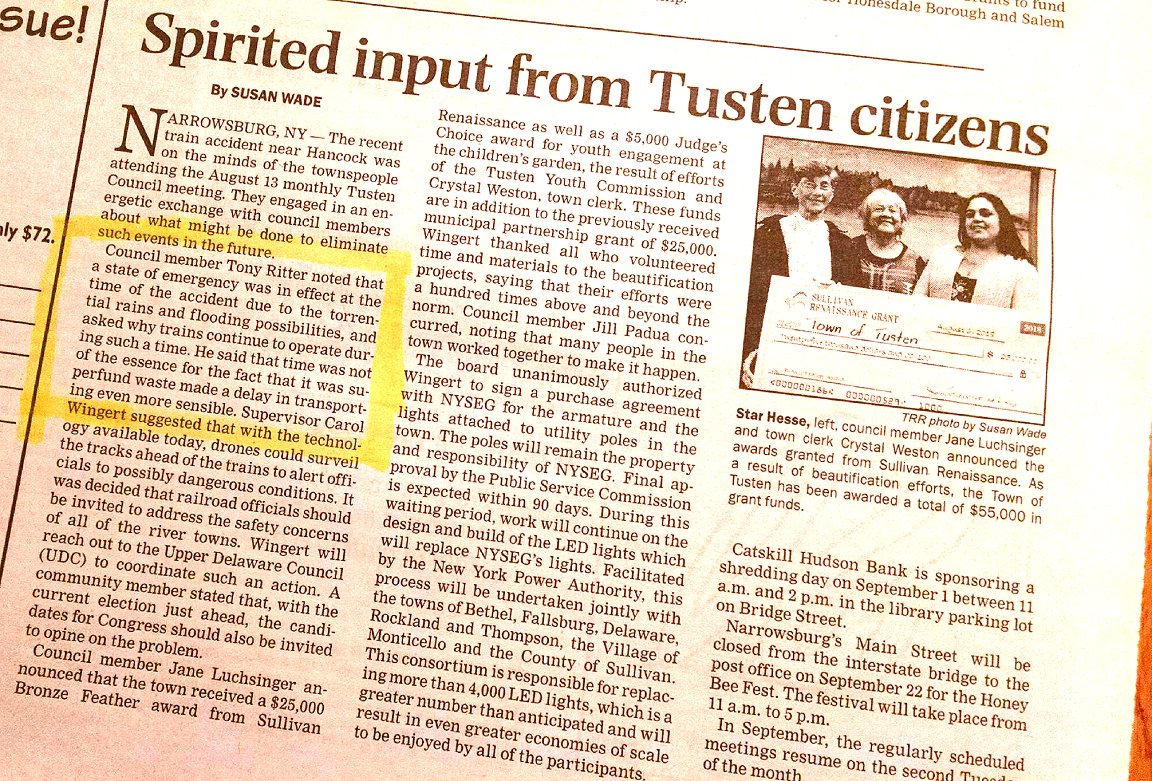 sue!
nly $72.
nts to fund
or Honesdale Borough and Salem
Spirited input from Tusten citizens
By SUSAN WADE
NARROWSBURG, NY — The recent
train accident near Hancock was
on the minds of the townspeople
attending the August 13 monthly Tusten
Council meeting. They engaged in an en-
ergetic exchange with council members
about what might be done to eliminate
such events in the future.
Council member Tony Ritter noted that
a state of emergency was in effect at the
time of the accident due to the torren-
tial rains and flooding possibilities, and
asked why trains continue to operate dur-
ing such a time. He said that time was not
of the essence for the fact that it was su-
perfund waste made a delay in transport-
ing even more sensible. Supervisor Carol
Wingert suggested that with the technol-
ogy available today, drones could surveil
the tracks ahead of the trains to alert offi-
cials to possibly dangerous conditions. It
was decided that railroad officials should
be invited to address the safety concerns
of all of the river towns. Wingert will
reach out to the Upper Delaware Council
(UDC) to coordinate such an action. A
community member stated that, with the
current election just ahead, the candi-
dates for Congress should also be invited
to opine on the problem.
Council member Jane Luchsinger an-
nounced that the town received a $25,000
Bronze Feather award from Sullivan
Renaissance as well as a $5,000 Judge's
Choice award for youth engagement at
the children's garden, the result of efforts
of the Tusten Youth Commission and
Crystal Weston, town clerk. These funds
are in addition to the previously received
municipal partnership grant of $25,000.
Wingert thanked all who volunteered
time and materials to the beautification
projects, saying that their efforts were
a hundred times above and beyond the
norm. Council member Jill Padua con-
curred, noting that many people in the
town worked together to make it happen.
The board unanimously authorized
Wingert to sign a purchase agreement
with NYSEG for the armature and the
lights attached to utility poles in the
town. The poles will remain the property
and responsibility of NYSEG. Final ap-
proval by the Public Service Commission
is expected within 90 days. During this
waiting period, work will continue on the
design and build of the LED lights which
will replace NYSEG's lights. Facilitated
by the New York Power Authority, this
process will be undertaken jointly with
the towns of Bethel, Fallsburg, Delaware,
Rockland and Thompson, the Village of
Monticello and the County of Sullivan.
This consortium is responsible for replac-
ing more than 4,000 LED lights, which is a
greater number than anticipated and will
result in even greater economies of scale
to be enjoyed by all of the participants.
SULLIVAN
RENAISSANCE GRANT
2018
Town of Tusten
$
1000
TRR photo by Susan Wade
Star Hesse, left, council member Jane Luchsinger
and town clerk Crystal Weston announced the
awards granted from Sullivan Renaissance. As
a result of beautification efforts, the Town of
Tusten has been awarded a total of $55,000 in
grant funds.
Catskill Hudson Bank is sponsoring a
shredding day on September 1 between 11
a.m. and 2 p.m. in the library parking lot
on Bridge Street.
Narrowsburg's Main Street will be
closed from the interstate bridge to the
post office on September 22 for the Honey
Bee Fest. The festival will take place from
11 a.m. to 5 p.m.
In September, the regularly scheduled
meetings resume on the second Tuesd
of the month